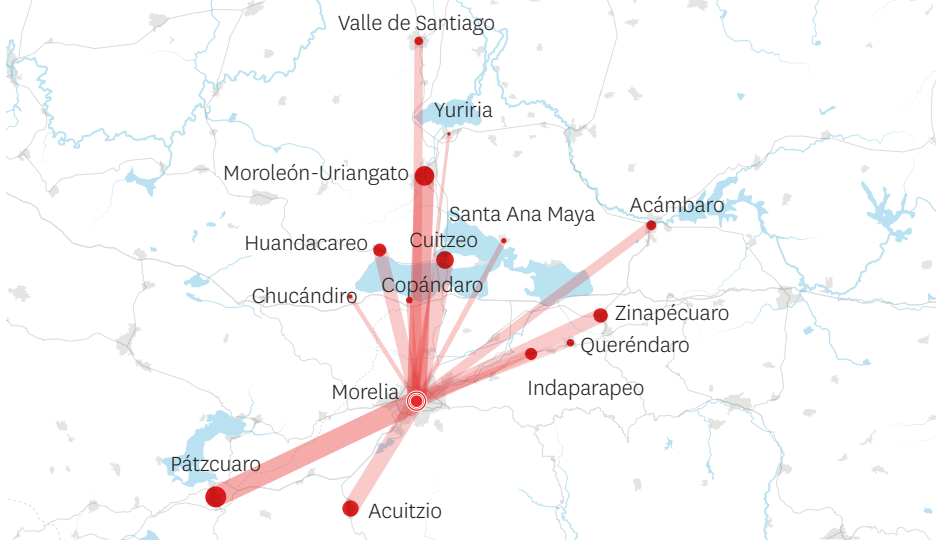 Valle de Santiago
Yuriria
Moroleón-Uriangato
Acámbaro
Santa Ana Maya
Huandacareo
Cuitzeo
Copándaro
Chucándiro
Zinapécuaro
Queréndaro
Indaparapeo
Morelia
Pátzcuaro
Acuitzio